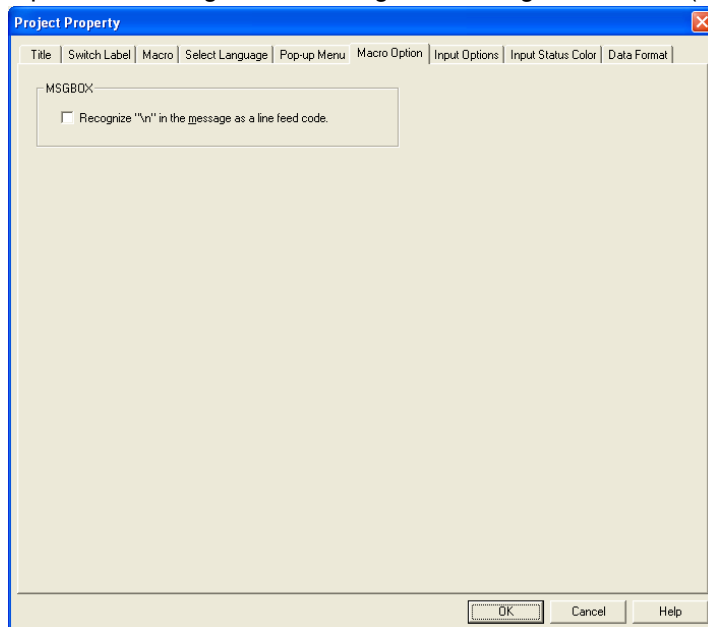 Project Property
Title Switch Label Macro Select Language Pop-up Menu Macro Option Input Options Input Status Color Data Format
MSGBOX
Recognize "\n" in the message as a line feed code.
OK Cancel Help